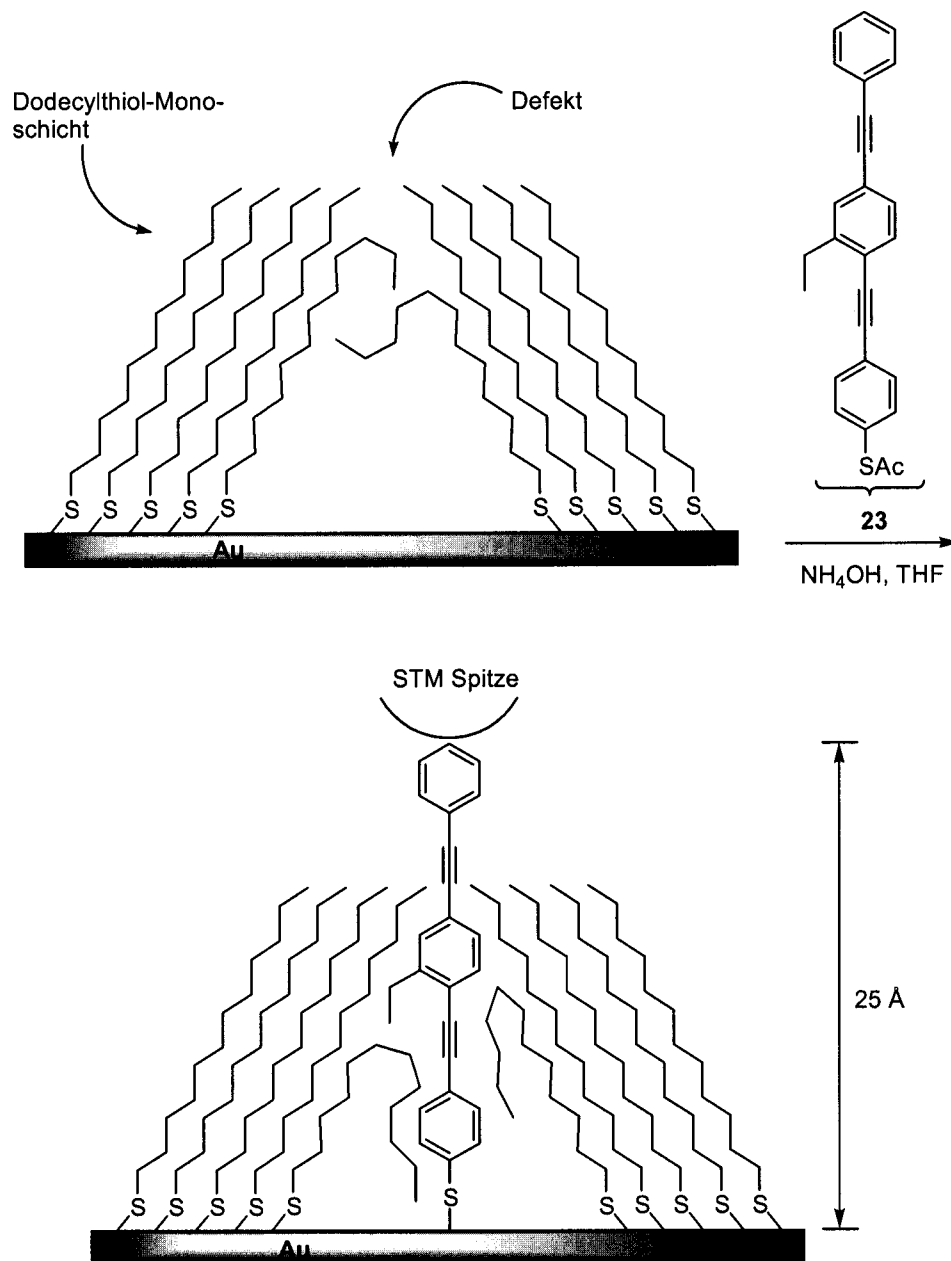 Dodecylthiol-Mono-
schicht
Defekt
SAc
23
NH₄OH, THF
S S S S S S S S S S
Au
STM Spitze
25 Å
S S S S S S S S S S S
Au